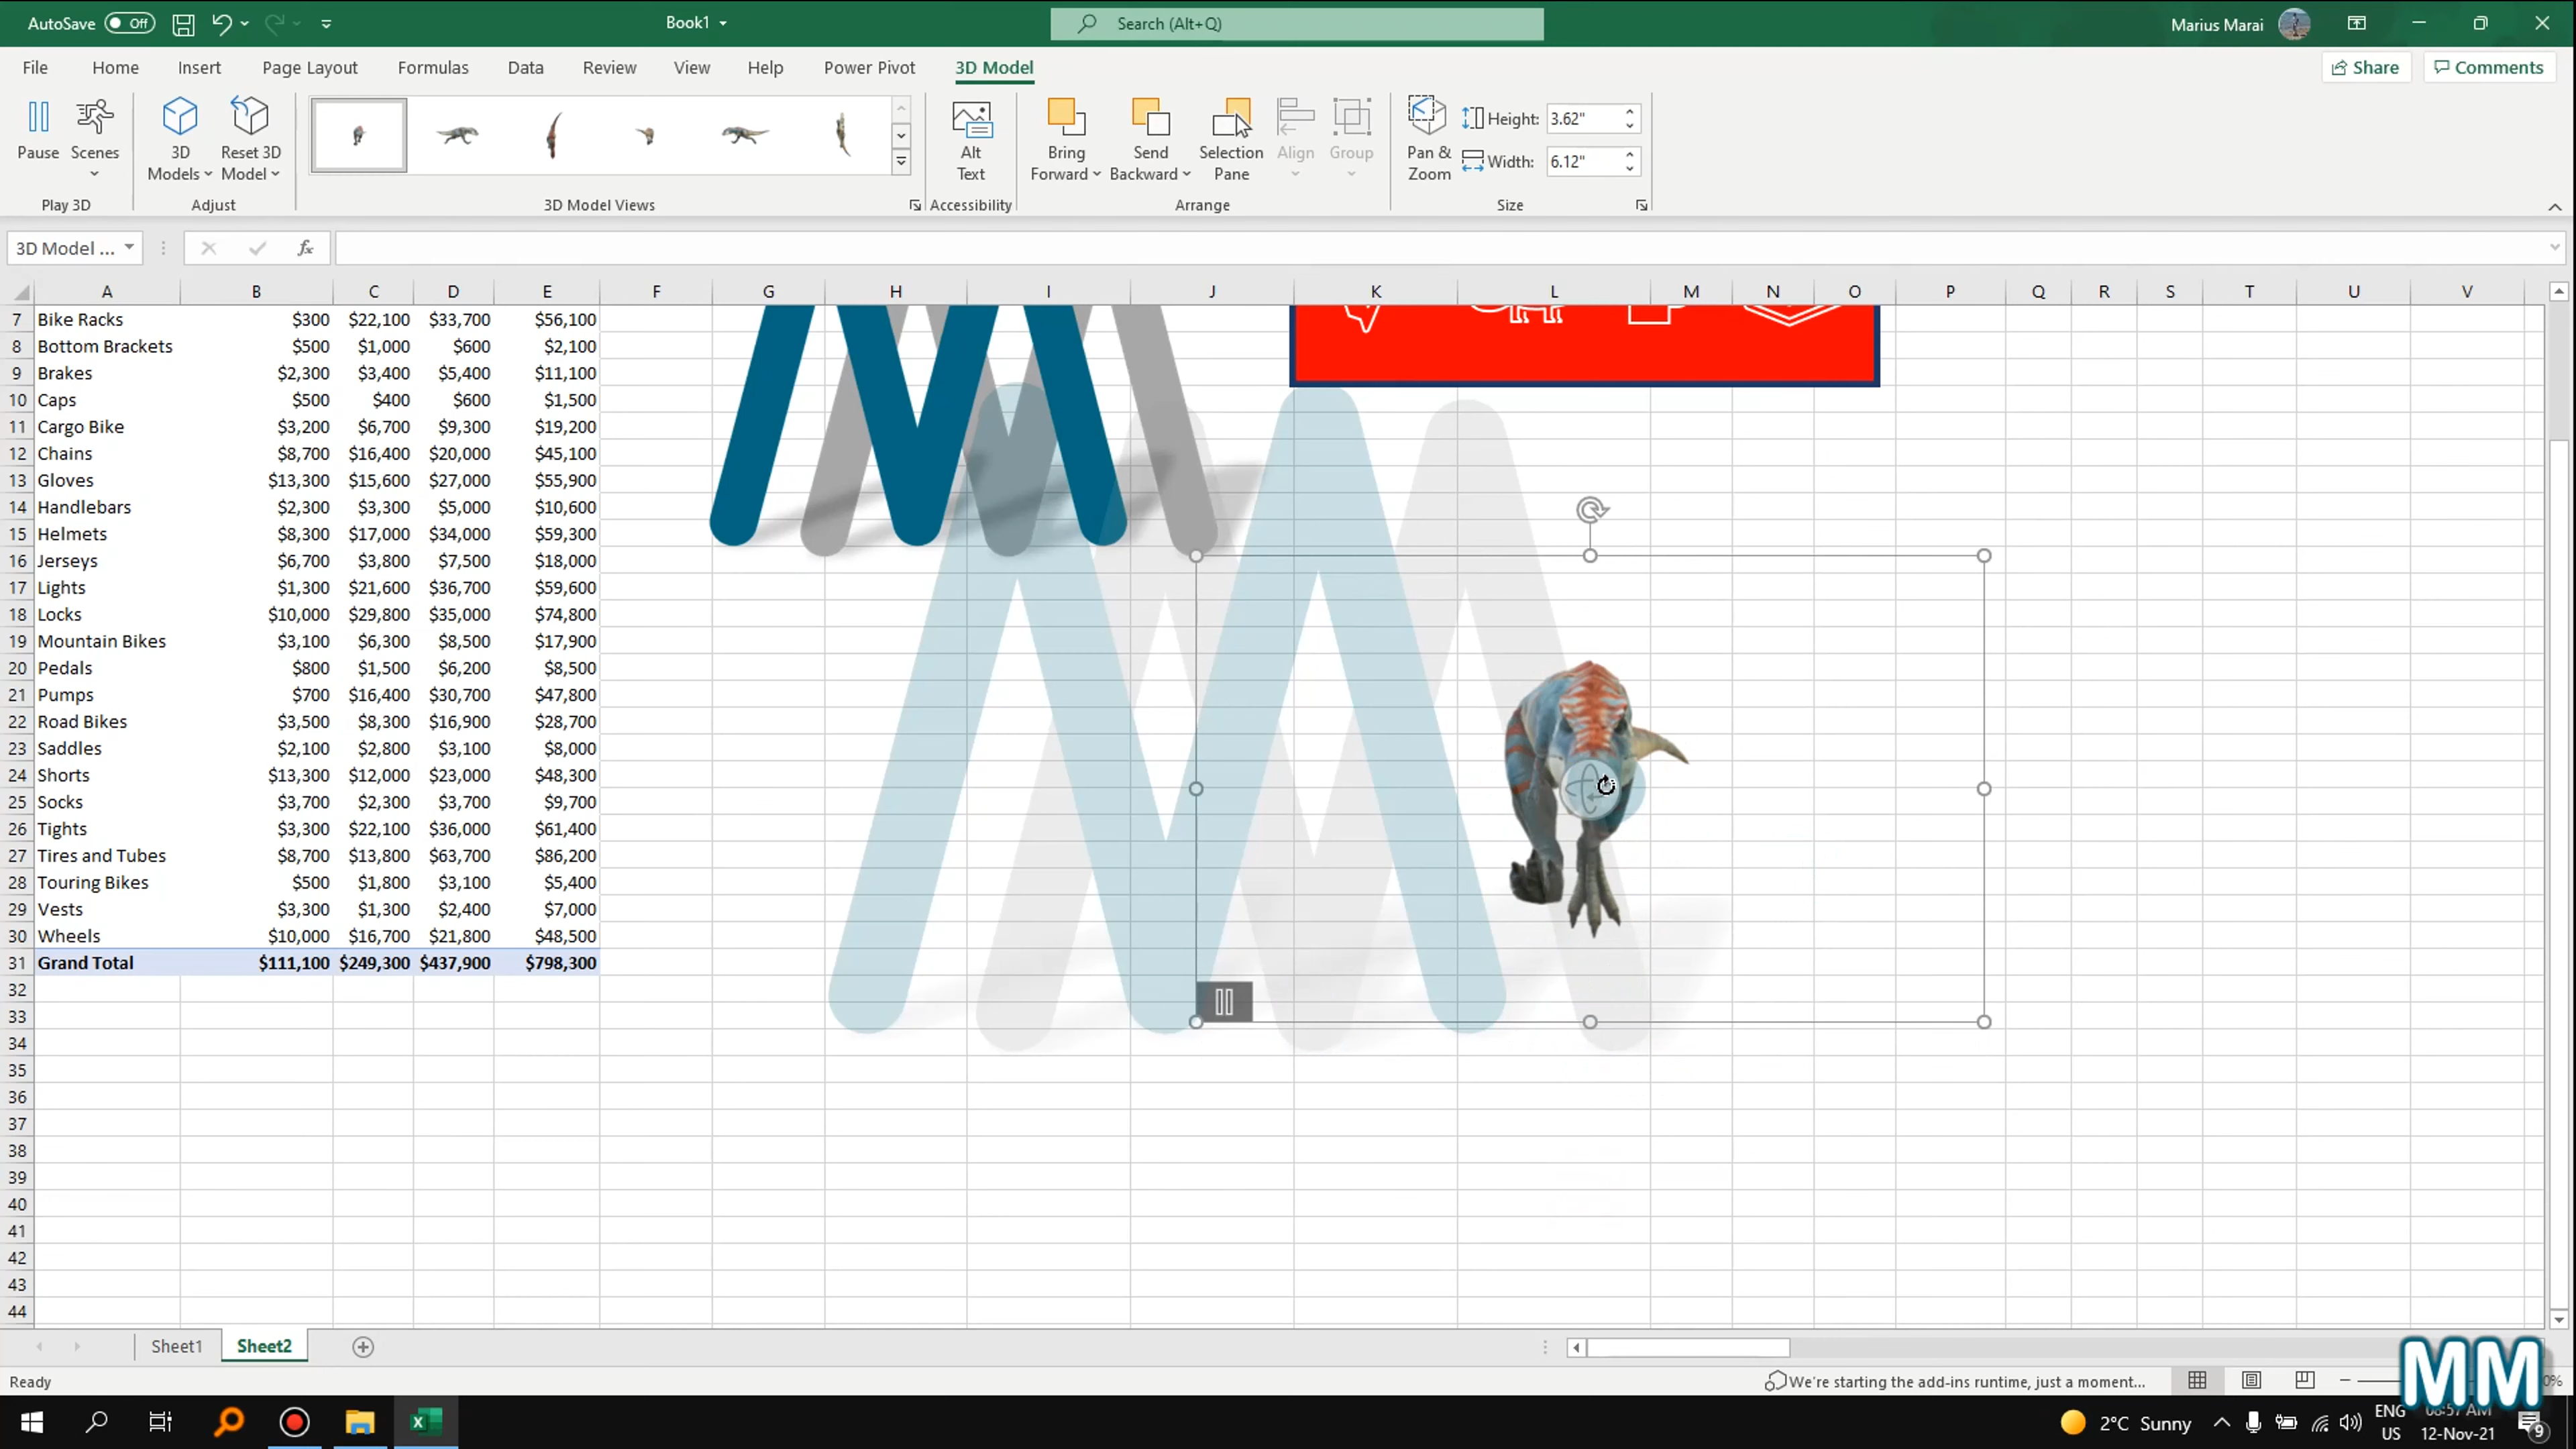 AutoSave Off Book1 Search (Alt+Q) Marius Marai
File Home Insert Page Layout Formulas Data Review View Help Power Pivot 3D Model Share Comments
Pause Scenes 3D Models Reset 3D Model Alt Text Bring Forward Send Backward Selection Pane Align Group Pan & Zoom Height: 3.62" Width: 6.12"
Play 3D Adjust 3D Model Views Accessibility Arrange Size
3D Model ... fx
A B C D E F G H I J K L M N O P Q R S T U V
7 Bike Racks $300 $22,100 $33,700 $56,100
8 Bottom Brackets $500 $1,000 $600 $2,100
9 Brakes $2,300 $3,400 $5,400 $11,100
10 Caps $500 $400 $600 $1,500
11 Cargo Bike $3,200 $6,700 $9,300 $19,200
12 Chains $8,700 $16,400 $20,000 $45,100
13 Gloves $13,300 $15,600 $27,000 $55,900
14 Handlebars $2,300 $3,300 $5,000 $10,600
15 Helmets $8,300 $17,000 $34,000 $59,300
16 Jerseys $6,700 $3,800 $7,500 $18,000
17 Lights $1,300 $21,600 $36,700 $59,600
18 Locks $10,000 $29,800 $35,000 $74,800
19 Mountain Bikes $3,100 $6,300 $8,500 $17,900
20 Pedals $800 $1,500 $6,200 $8,500
21 Pumps $700 $16,400 $30,700 $47,800
22 Road Bikes $3,500 $8,300 $16,900 $28,700
23 Saddles $2,100 $2,800 $3,100 $8,000
24 Shorts $13,300 $12,000 $23,000 $48,300
25 Socks $3,700 $2,300 $3,700 $9,700
26 Tights $3,300 $22,100 $36,000 $61,400
27 Tires and Tubes $8,700 $13,800 $63,700 $86,200
28 Touring Bikes $500 $1,800 $3,100 $5,400
29 Vests $3,300 $1,300 $2,400 $7,000
30 Wheels $10,000 $16,700 $21,800 $48,500
31 Grand Total $111,100 $249,300 $437,900 $798,300
32
33
34
35
36
37
38
39
40
41
42
43
44
Sheet1 Sheet2
Ready We're starting the add-ins runtime, just a moment...
MM
2°C Sunny ENG US 08:57 AM 12-Nov-21 9